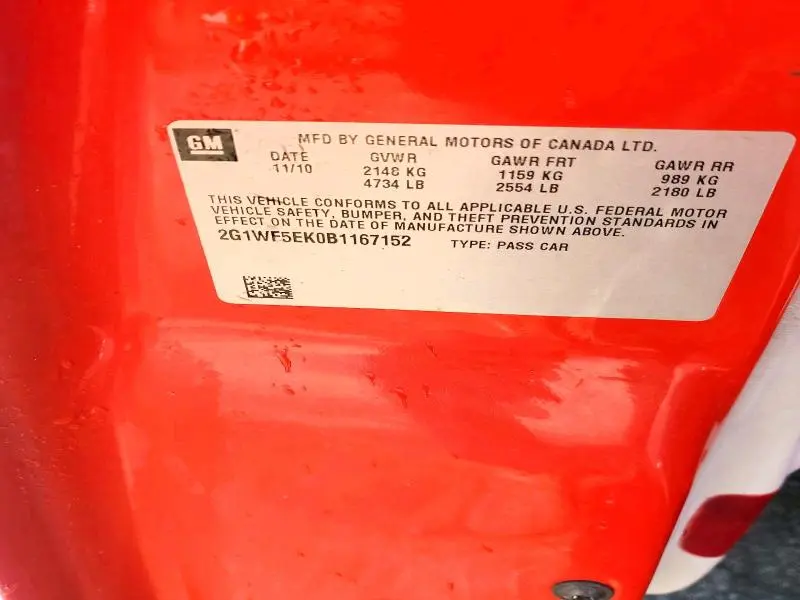 GM
MFD BY GENERAL MOTORS OF CANADA LTD.
DATE GVWR GAWR FRT GAWR RR
11/10 2148 KG 1159 KG 989 KG
4734 LB 2554 LB 2180 LB
THIS VEHICLE CONFORMS TO ALL APPLICABLE U.S. FEDERAL MOTOR
VEHICLE SAFETY, BUMPER, AND THEFT PREVENTION STANDARDS IN
EFFECT ON THE DATE OF MANUFACTURE SHOWN ABOVE.
2G1WF5EK0B1167152 TYPE: PASS CAR